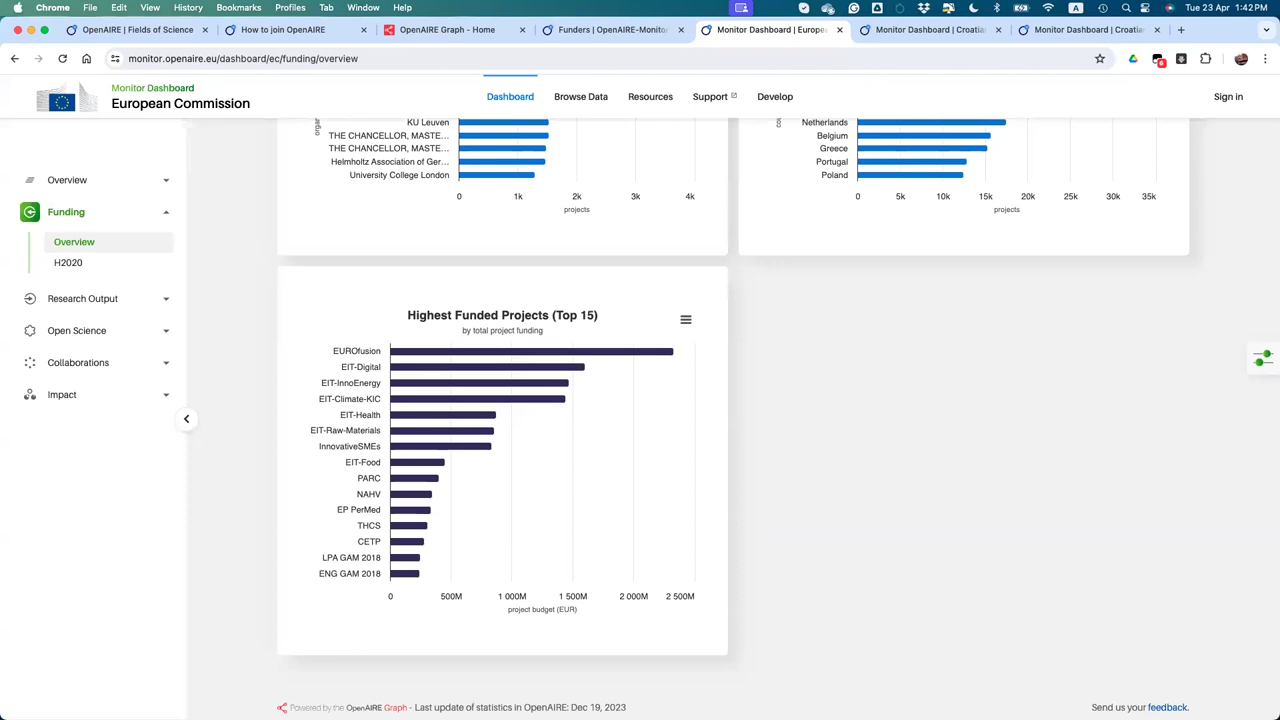 Chrome File Edit View History Bookmarks Profiles Tab Window Help
Tue 23 Apr 1:42 PM
OpenAIRE | Fields of Science
How to join OpenAIRE
OpenAIRE Graph - Home
Funders | OpenAIRE-Monitor
Monitor Dashboard | Europe
Monitor Dashboard | Croatia
Monitor Dashboard | Croatia
monitor.openaire.eu/dashboard/ec/funding/overview
Monitor Dashboard
European Commission
Dashboard
Browse Data
Resources
Support
Develop
Sign in
Overview
Funding
Overview
H2020
Research Output
Open Science
Collaborations
Impact
KU Leuven
THE CHANCELLOR, MASTE...
THE CHANCELLOR, MASTE...
Helmholtz Association of Ger...
University College London
0 1k 2k 3k 4k
projects
Netherlands
Belgium
Greece
Portugal
Poland
0 5k 10k 15k 20k 25k 30k 35k
projects
Highest Funded Projects (Top 15)
by total project funding
EUROfusion
EIT-Digital
EIT-InnoEnergy
EIT-Climate-KIC
EIT-Health
EIT-Raw-Materials
InnovativeSMEs
EIT-Food
PARC
NAHV
EP PerMed
THCS
CETP
LPA GAM 2018
ENG GAM 2018
0 500M 1 000M 1 500M 2 000M 2 500M
project budget (EUR)
Powered by the OpenAIRE Graph - Last update of statistics in OpenAIRE: Dec 19, 2023
Send us your feedback.